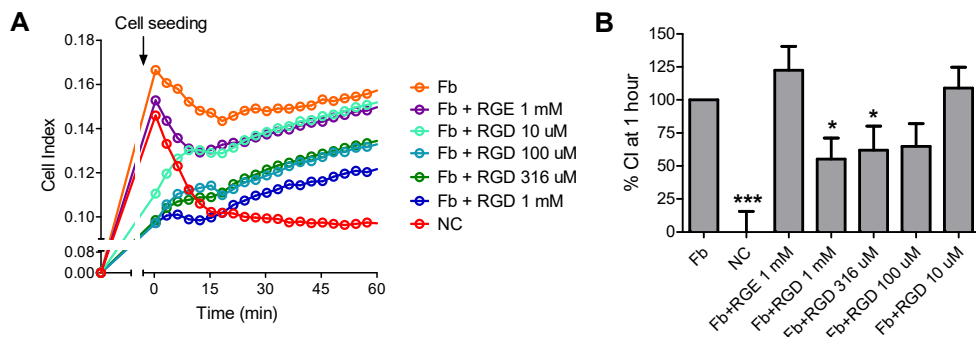 A
Cell seeding
Cell Index
0.18
0.16
0.14
0.12
0.10
0.08
0.00
0
15
30
45
60
Time (min)
Fb
Fb + RGE 1 mM
Fb + RGD 10 uM
Fb + RGD 100 uM
Fb + RGD 316 uM
Fb + RGD 1 mM
NC
B
% CI at 1 hour
125
100
75
50
25
0
***
*
*
Fb
NC
Fb+RGE 1 mM
Fb+RGD 1 mM
Fb+RGD 316 uM
Fb+RGD 100 uM
Fb+RGD 10 uM